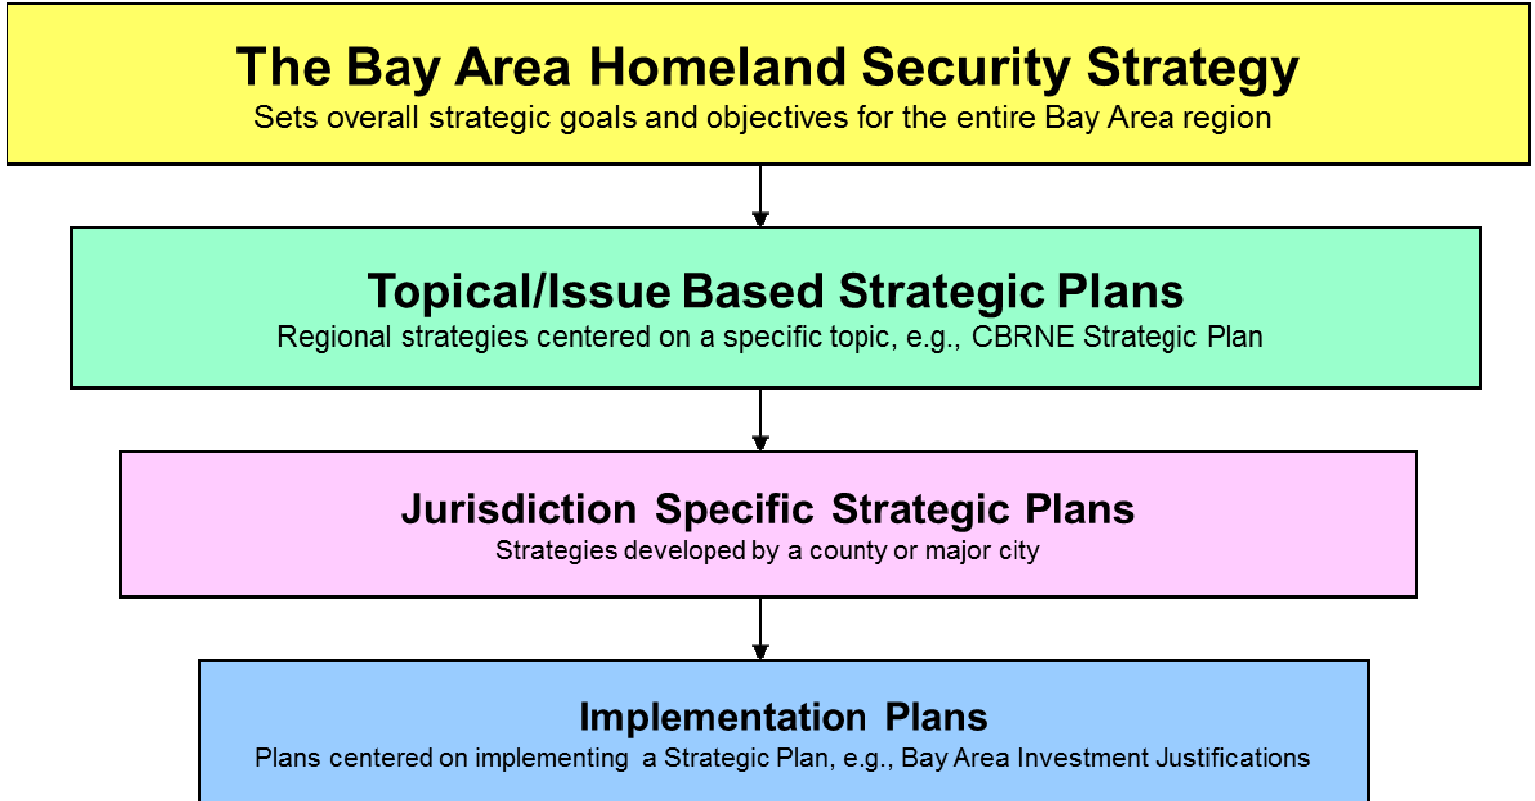 The Bay Area Homeland Security Strategy
Sets overall strategic goals and objectives for the entire Bay Area region
Topical/Issue Based Strategic Plans
Regional strategies centered on a specific topic, e.g., CBRNE Strategic Plan
Jurisdiction Specific Strategic Plans
Strategies developed by a county or major city
Implementation Plans
Plans centered on implementing a Strategic Plan, e.g., Bay Area Investment Justifications